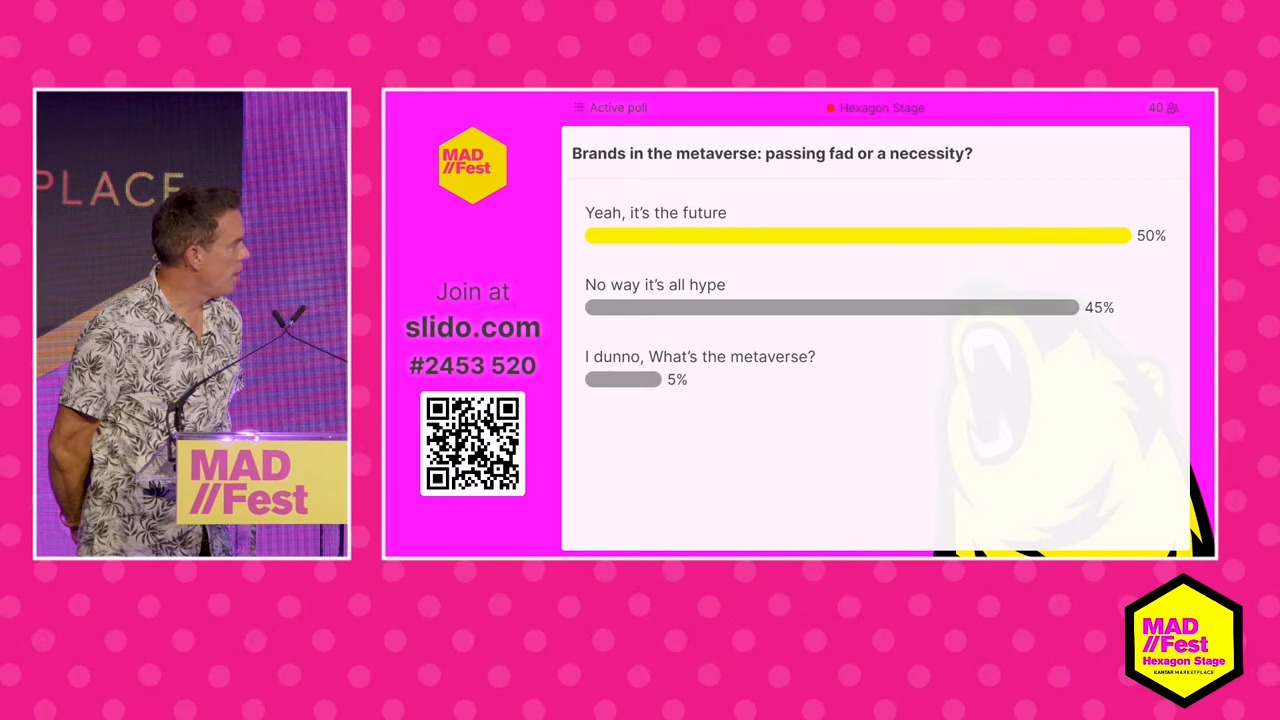 PLACE
MAD
//Fest
Active poll
Hexagon Stage
40
MAD
//Fest
Join at
slido.com
#2453 520
Brands in the metaverse: passing fad or a necessity?
Yeah, it's the future
50%
No way it's all hype
45%
I dunno, What's the metaverse?
5%
MAD
//Fest
Hexagon Stage
KANTAR MARKETPLACE